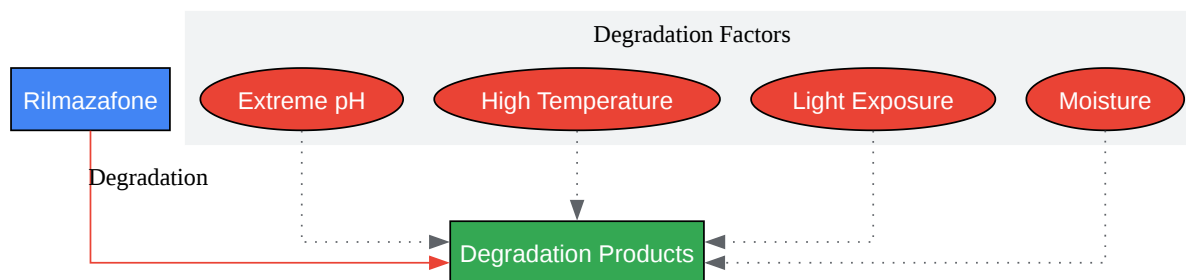 Degradation Factors
Rilmazafone
Extreme pH
High Temperature
Light Exposure
Moisture
Degradation
Degradation Products